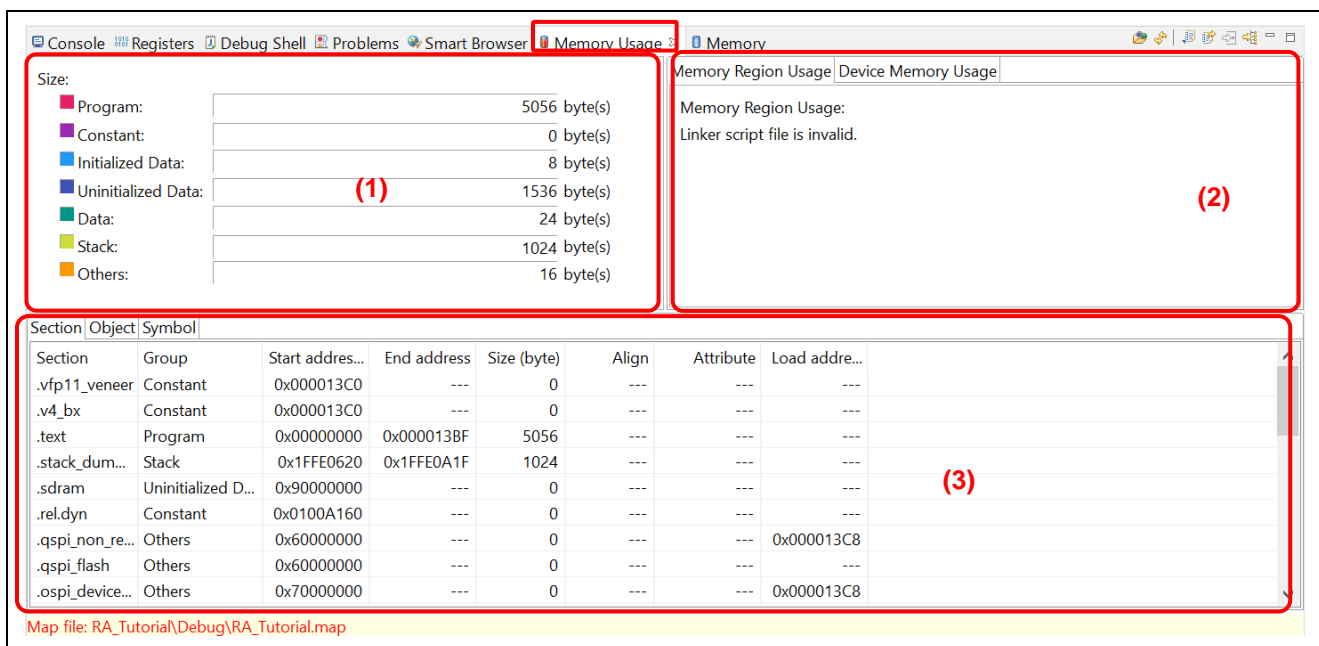 Console Registers Debug Shell Problems Smart Browser Memory Usage Memory
Size:
Program: 5056 byte(s)
Constant: 0 byte(s)
Initialized Data: 8 byte(s)
Uninitialized Data: 1536 byte(s)
Data: 24 byte(s)
Stack: 1024 byte(s)
Others: 16 byte(s)
(1)
Memory Region Usage Device Memory Usage
Memory Region Usage:
Linker script file is invalid.
(2)
Section Object Symbol
Section Group Start addres... End address Size (byte) Align Attribute Load addre...
.vfp11_veneer Constant 0x000013C0 --- 0 --- --- ---
.v4_bx Constant 0x000013C0 --- 0 --- --- ---
.text Program 0x00000000 0x000013BF 5056 --- --- ---
.stack_dum... Stack 0x1FFE0620 0x1FFE0A1F 1024 --- --- ---
.sdram Uninitialized D... 0x90000000 --- 0 --- --- ---
.rel.dyn Constant 0x0100A160 --- 0 --- --- ---
.qspi_non_re... Others 0x60000000 --- 0 --- --- 0x000013C8
.qspi_flash Others 0x60000000 --- 0 --- --- ---
.ospi_device... Others 0x70000000 --- 0 --- --- 0x000013C8
(3)
Map file: RA_Tutorial\Debug\RA_Tutorial.map